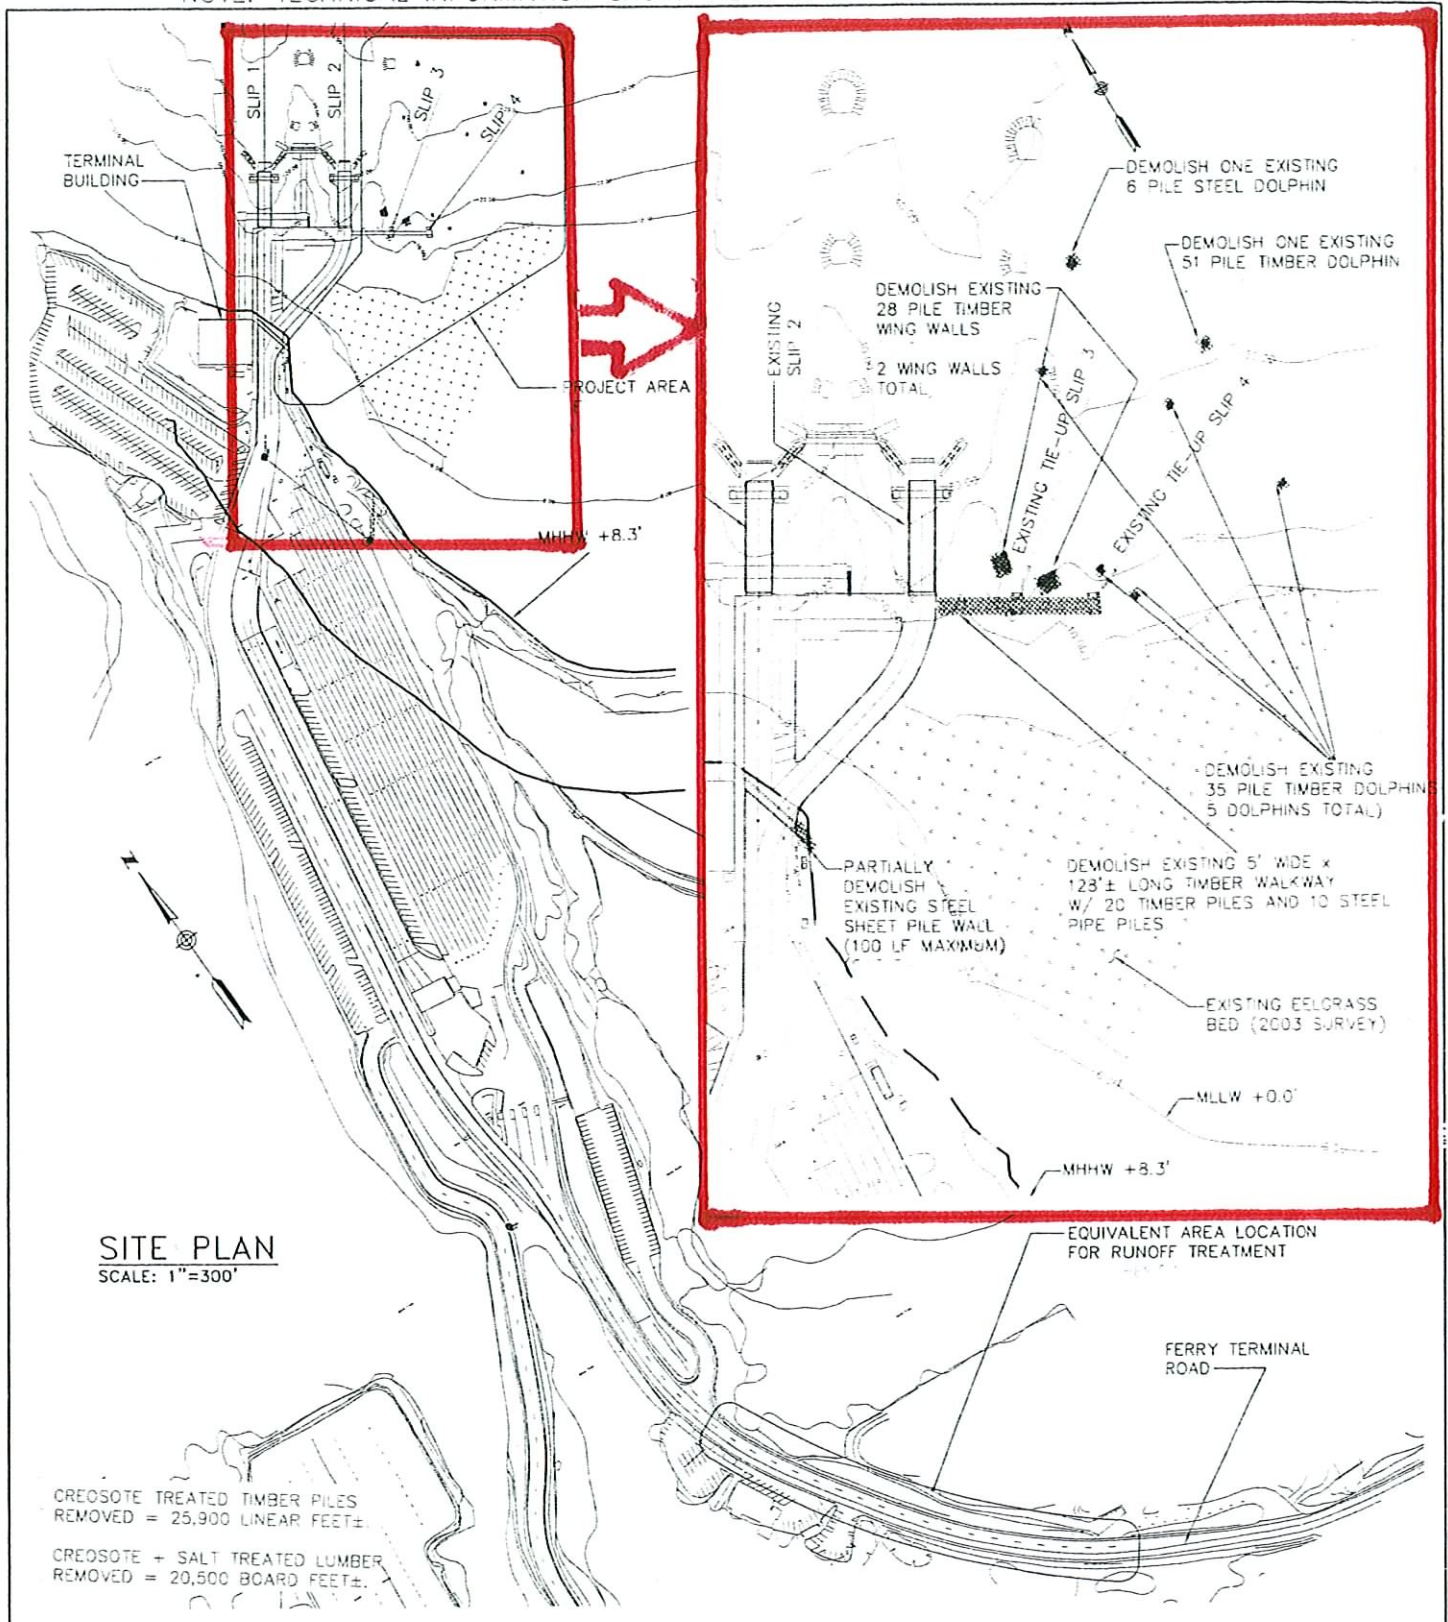 SLIP 1
SLIP 2
SLIP 3
SLIP 4
TERMINAL
BUILDING
PROJECT AREA
MHHW +8.3'
DEMOLISH ONE EXISTING
6 PILE STEEL DOLPHIN
DEMOLISH ONE EXISTING
51 PILE TIMBER DOLPHIN
DEMOLISH EXISTING
28 PILE TIMBER
WING WALLS
2 WING WALLS
TOTAL
EXISTING
SLIP 2
EXISTING TIE-UP SLIP 3
EXISTING TIE-UP SLIP 4
DEMOLISH EXISTING
35 PILE TIMBER DOLPHINS
5 DOLPHINS TOTAL)
PARTIALLY
DEMOLISH
EXISTING STEEL
SHEET PILE WALL
(100 LF MAXIMUM)
DEMOLISH EXISTING 5' WIDE x
128'± LONG TIMBER WALKWAY
W/ 20 TIMBER PILES AND 10 STEEL
PIPE PILES
EXISTING EELGRASS
BED (2003 SURVEY)
MLLW +0.0'
MHHW +8.3'
EQUIVALENT AREA LOCATION
FOR RUNOFF TREATMENT
FERRY TERMINAL
ROAD
SITE PLAN
SCALE: 1"=300'
CREOSOTE TREATED TIMBER PILES
REMOVED = 25,900 LINEAR FEET±.
CREOSOTE + SALT TREATED LUMBER
REMOVED = 20,500 BOARD FEET±.